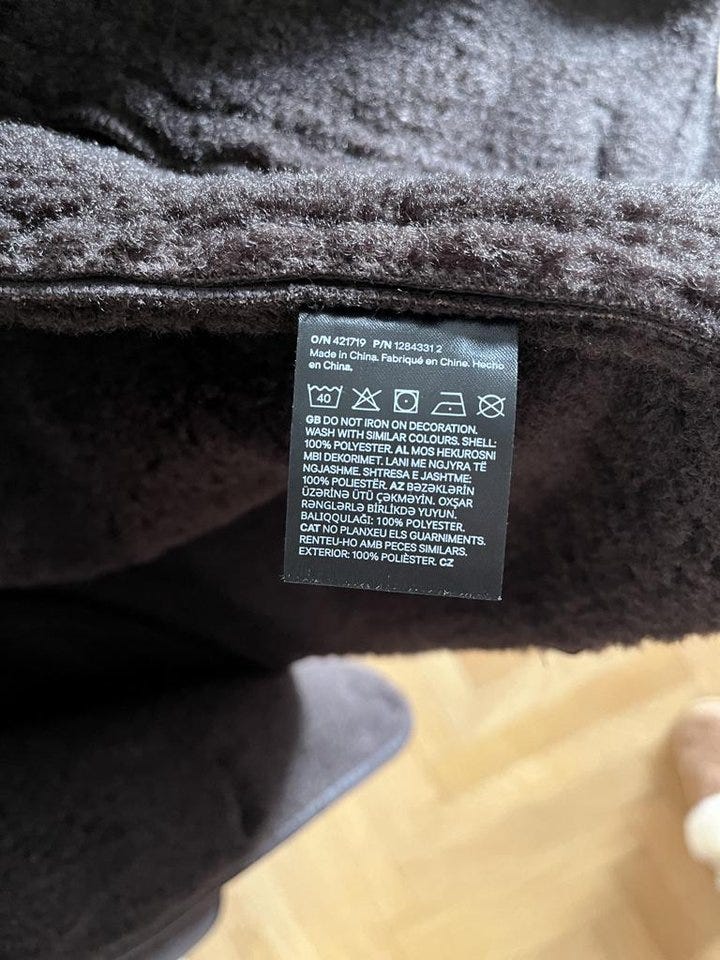 O/N 421719 P/N 1284331 2
Made in China. Fabriqué en Chine. Hecho
en China.
40
GB DO NOT IRON ON DECORATION.
WASH WITH SIMILAR COLOURS. SHELL:
100% POLYESTER. AL MOS HEKUROSNI
MBI DEKORIMET. LANI ME NGJYRA TË
NGJASHME. SHTRESA E JASHTME:
100% POLIESTËR. AZ BƏZƏKLƏRİN
ÜZƏRİNƏ ÜTÜ ÇƏKMƏYİN. OXŞAR
RƏNGLƏRLƏ BİRLİKDƏ YUYUN.
BALIQQULAĞI: 100% POLYESTER.
CAT NO PLANXEU ELS GUARNIMENTS.
RENTEU-HO AMB PECES SIMILARS.
EXTERIOR: 100% POLIÈSTER. CZ